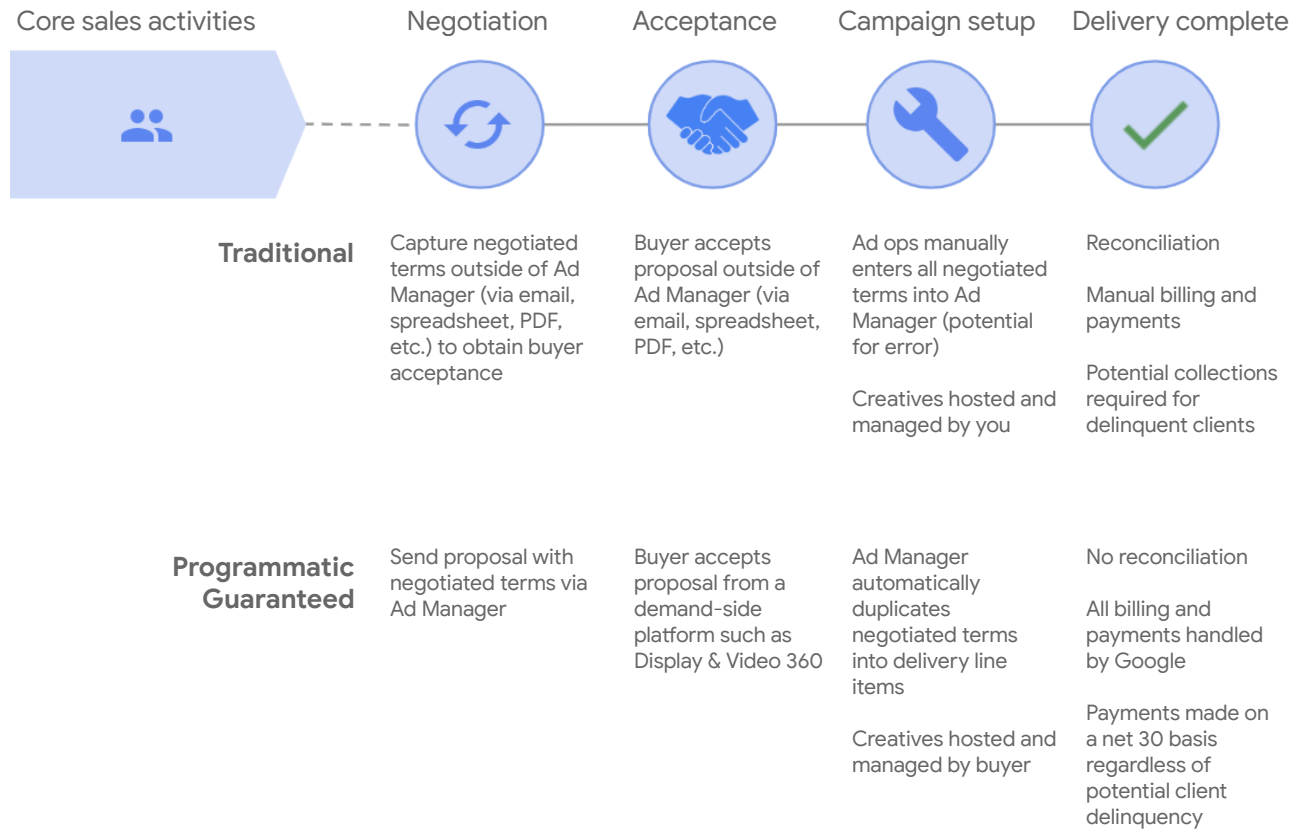 Core sales activities
Negotiation
Acceptance
Campaign setup
Delivery complete
Traditional
Capture negotiated
terms outside of Ad
Manager (via email,
spreadsheet, PDF,
etc.) to obtain buyer
acceptance
Buyer accepts
proposal outside of
Ad Manager (via
email, spreadsheet,
PDF, etc.)
Ad ops manually
enters all negotiated
terms into Ad
Manager (potential
for error)
Creatives hosted and
managed by you
Reconciliation
Manual billing and
payments
Potential collections
required for
delinquent clients
Programmatic
Guaranteed
Send proposal with
negotiated terms via
Ad Manager
Buyer accepts
proposal from a
demand-side
platform such as
Display & Video 360
Ad Manager
automatically
duplicates
negotiated terms
into delivery line
items
Creatives hosted and
managed by buyer
No reconciliation
All billing and
payments handled
by Google
Payments made on
a net 30 basis
regardless of
potential client
delinquency